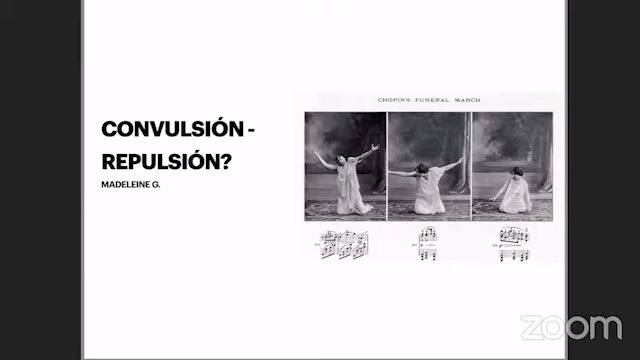 CHOPIN'S FUNERAL MARCH
CONVULSIÓN -
REPULSIÓN?
MADELEINE G.
zoom